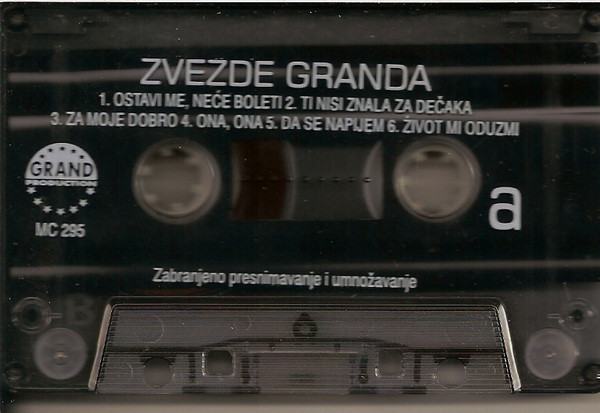 ZVEZDE GRANDA
1. OSTAVI ME, NEĆE BOLETI 2. TI NISI ZNALA ZA DEČAKA
3. ZA MOJE DOBRO 4. ONA, ONA 5. DA SE NAPIJEM 6. ŽIVOT MI ODUZMI
GRAND
PRODUCTION
MC 295
a
Zabranjeno presnimavanje i umnožavanje
B